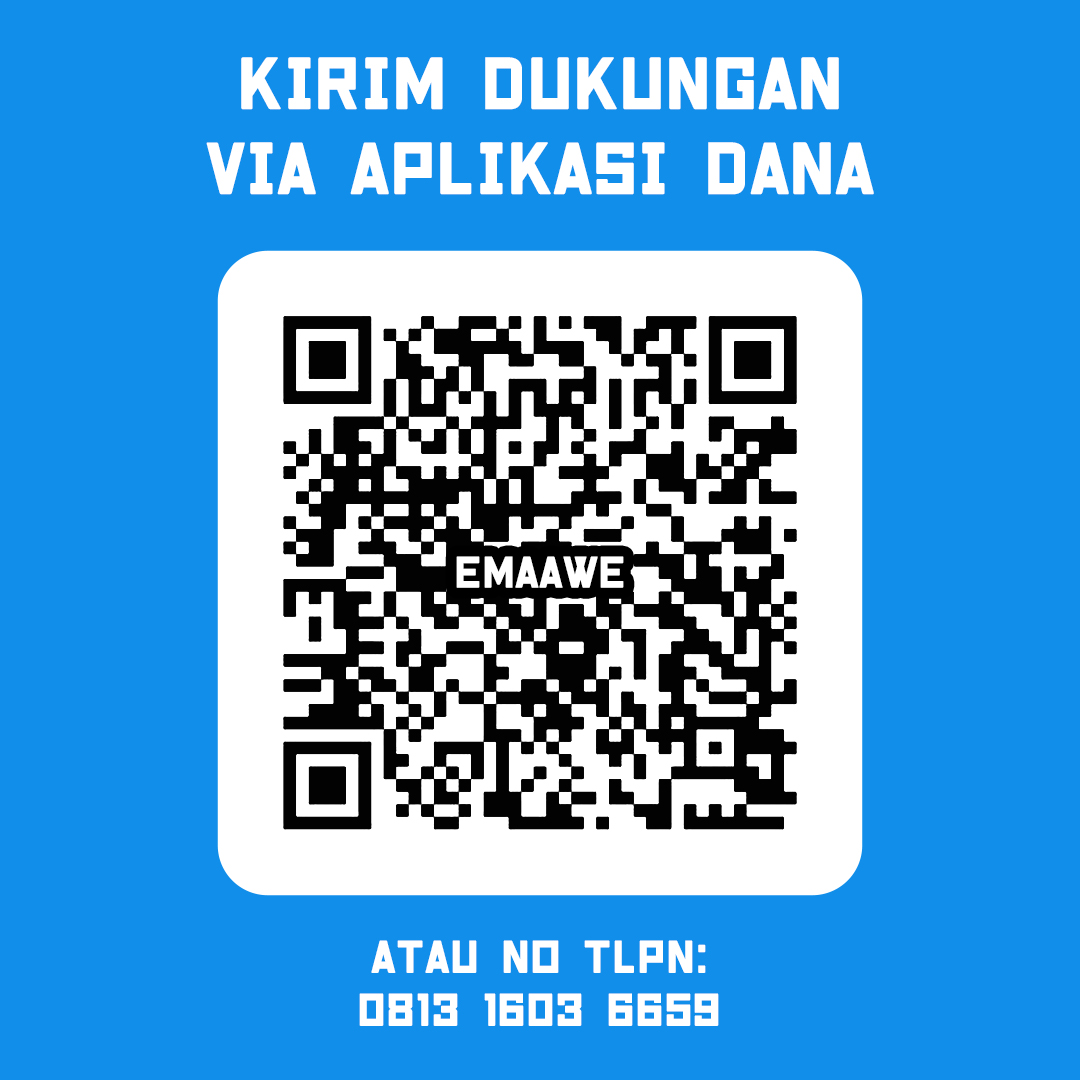 KIRIM DUKUNGAN
VIA APLIKASI DANA
EMAAWE
ATAU NO TLPN:
0813 1603 6659